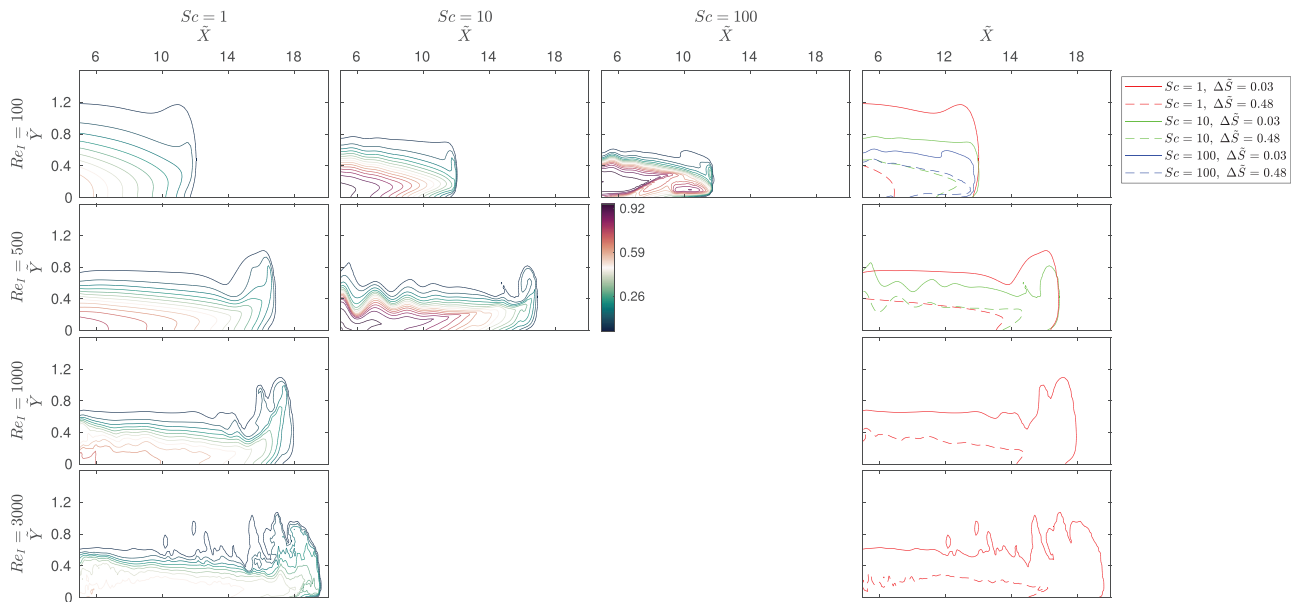 Sc = 1
Sc = 10
Sc = 100
X̃
X̃
X̃
X̃
6 10 14 18
6 10 14 18
6 10 14 18
6 10 14 18
Re_I = 100
Ỹ
1.2
0.8
0.4
0
Sc = 1, ΔS̃ = 0.03
Sc = 1, ΔS̃ = 0.48
Sc = 10, ΔS̃ = 0.03
Sc = 10, ΔS̃ = 0.48
Sc = 100, ΔS̃ = 0.03
Sc = 100, ΔS̃ = 0.48
Re_I = 500
Ỹ
1.2
0.8
0.4
0
0.92
0.59
0.26
Re_I = 1000
Ỹ
1.2
0.8
0.4
0
Re_I = 3000
Ỹ
1.2
0.8
0.4
0